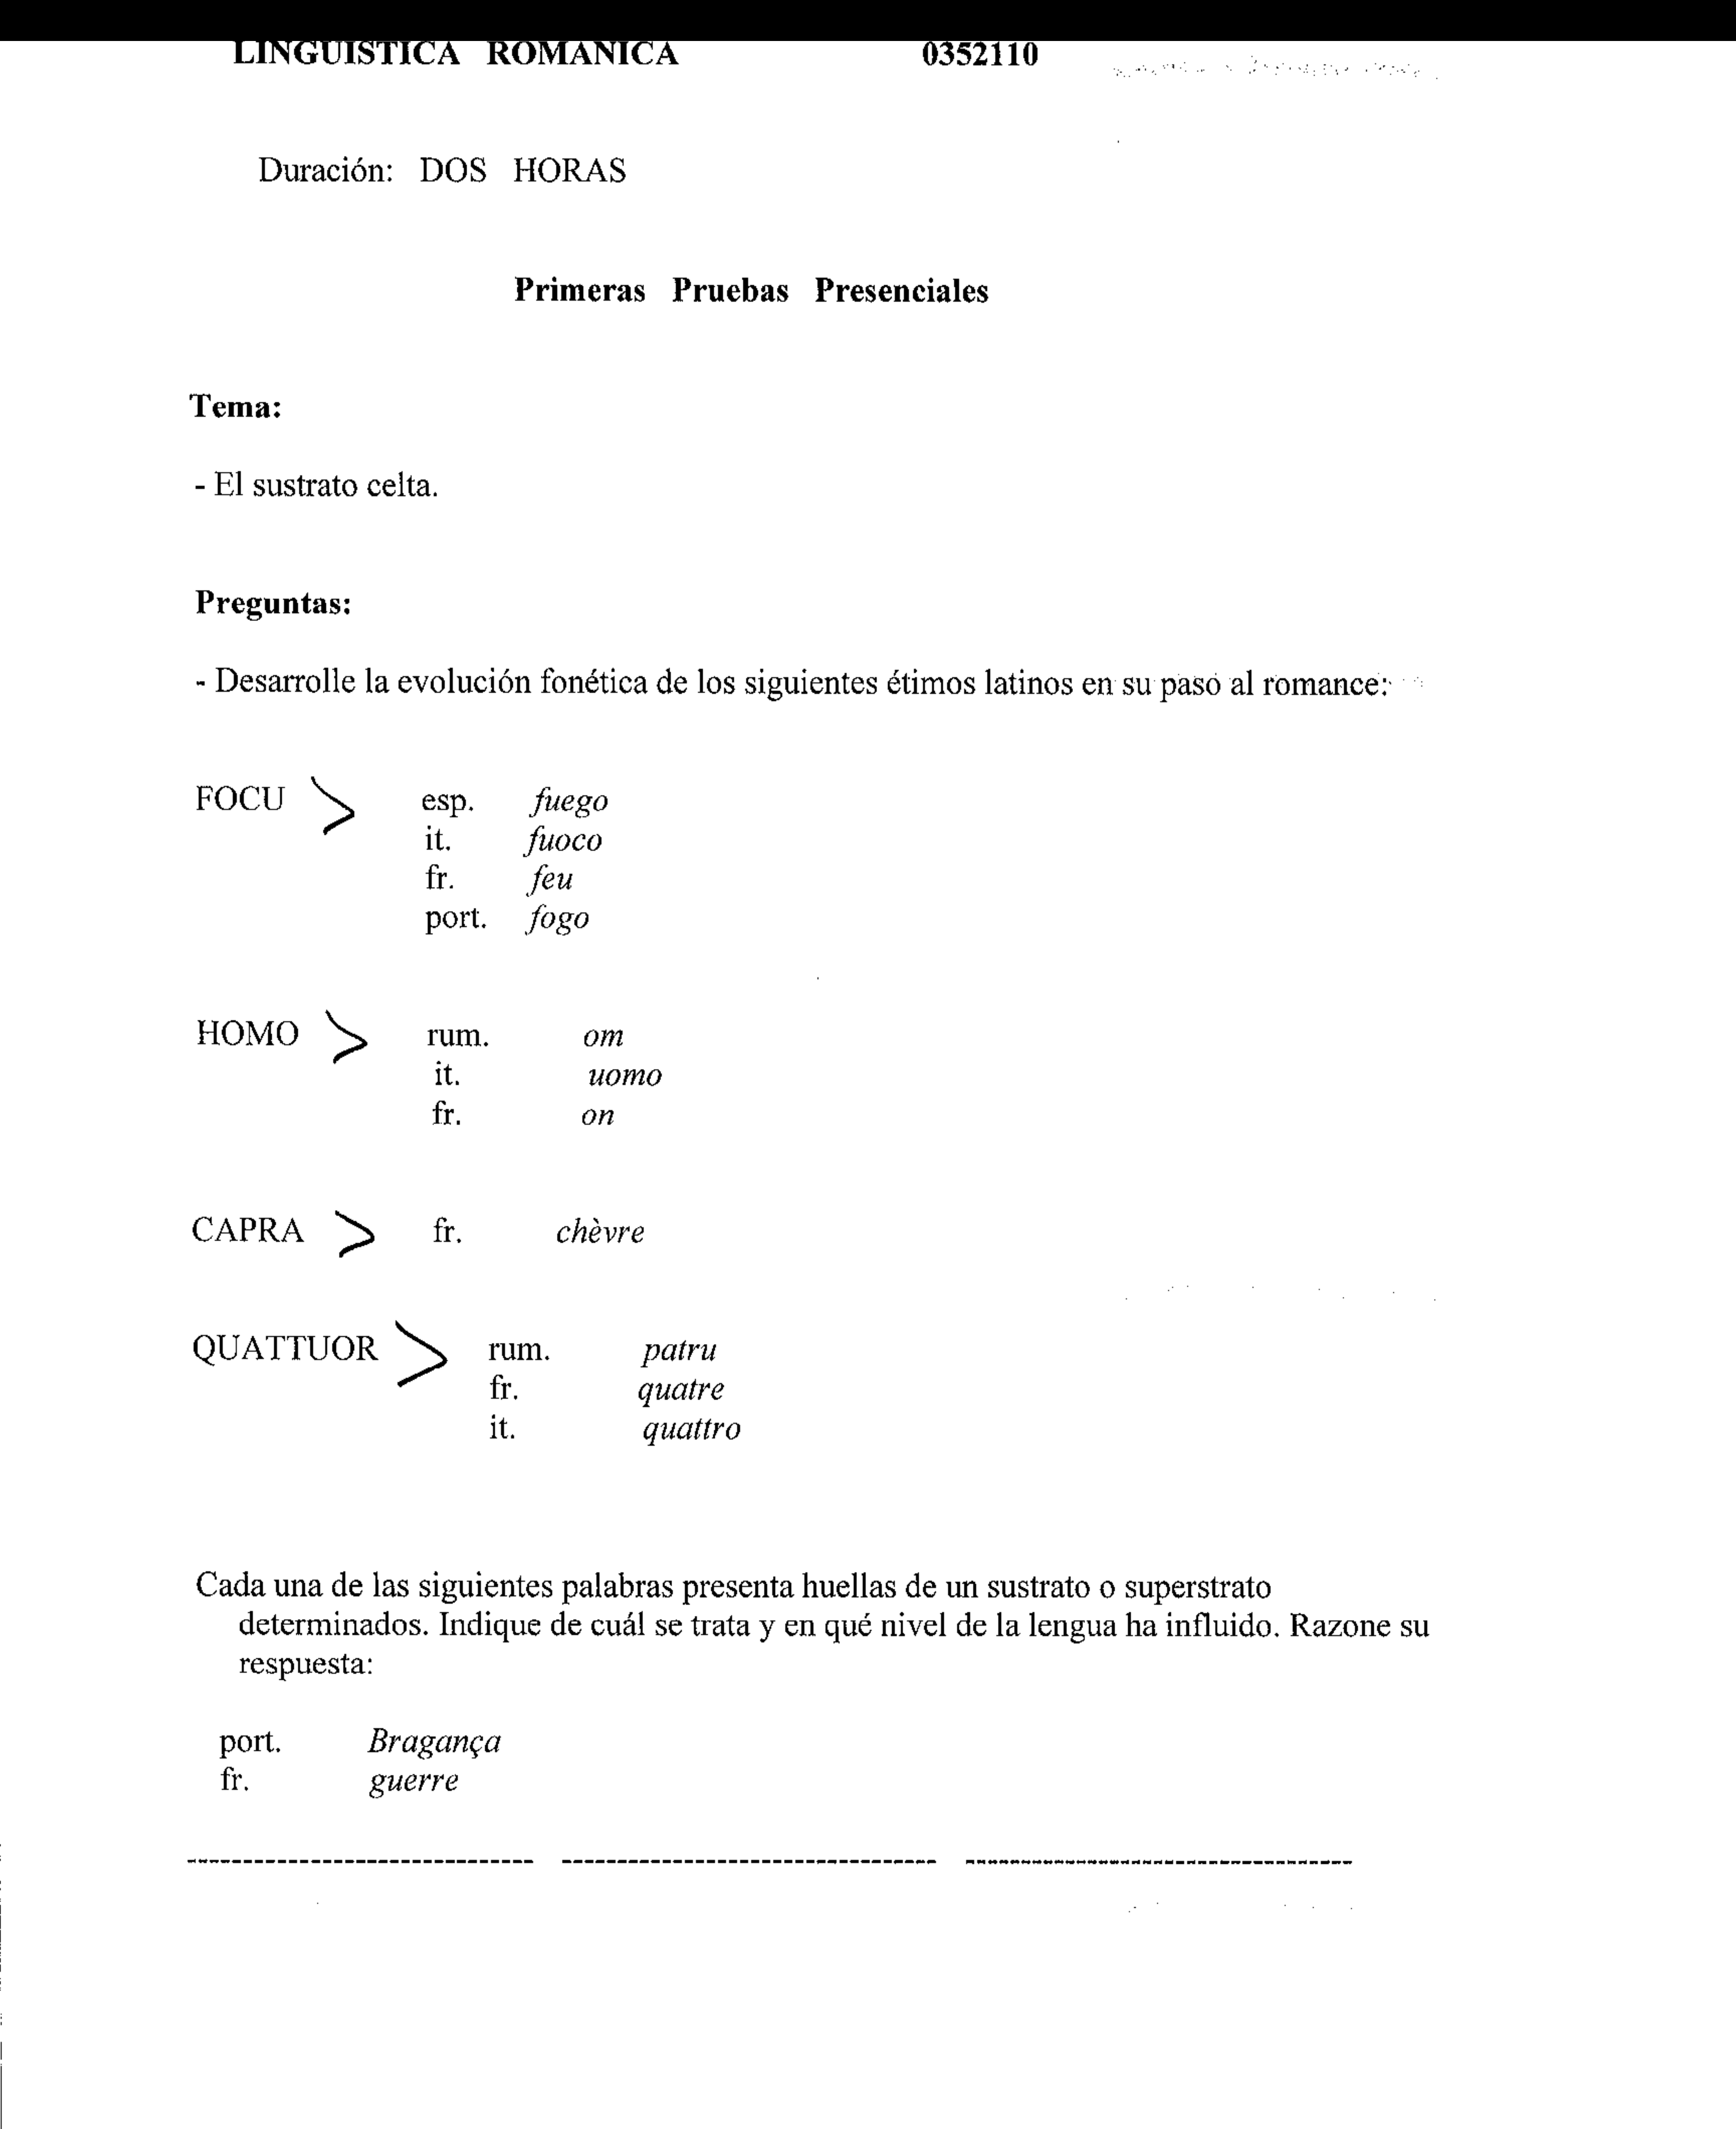 LINGUISTICA ROMANICA 0352110
Duración: DOS HORAS
Primeras Pruebas Presenciales
Tema:
- El sustrato celta.
Preguntas:
- Desarrolle la evolución fonética de los siguientes étimos latinos en su paso al romance:
FOCU > esp. fuego
it. fuoco
fr. feu
port. fogo
HOMO > rum. om
it. uomo
fr. on
CAPRA > fr. chèvre
QUATTUOR > rum. patru
fr. quatre
it. quattro
Cada una de las siguientes palabras presenta huellas de un sustrato o superstrato
determinados. Indique de cuál se trata y en qué nivel de la lengua ha influido. Razone su
respuesta:
port. Bragança
fr. guerre